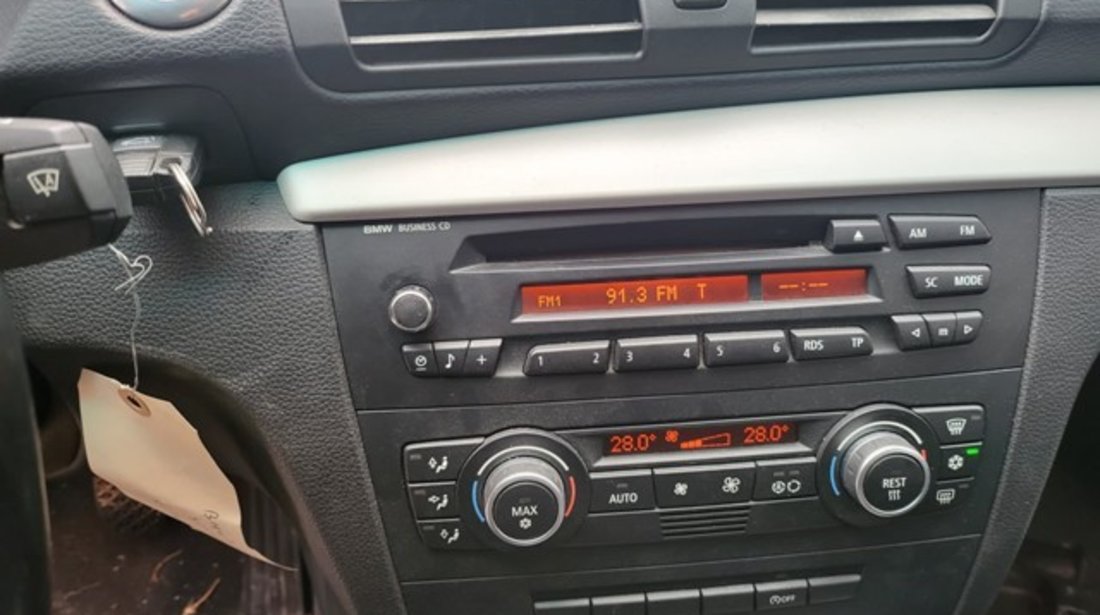 BMW BUSINESS CD
AM FM
SC MODE
FM1 91.3 FM T --:--
m
1 2 3 4 5 6 RDS TP
28.0° 28.0°
MAX AUTO REST
OFF